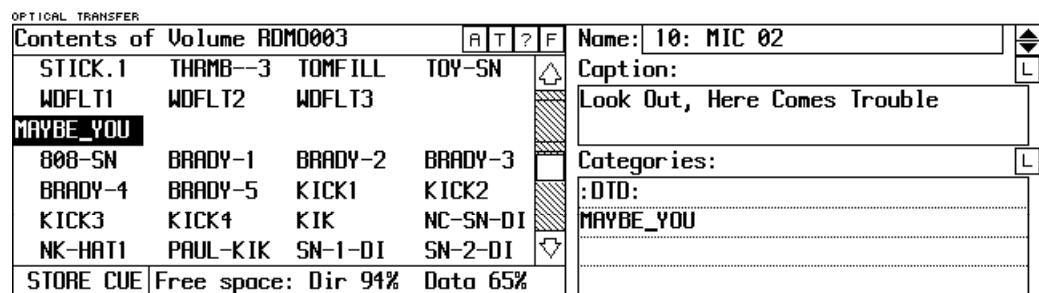 OPTICAL TRANSFER
Contents of Volume RDMO003 A T ? F
STICK.1 THRMB--3 TOMFILL TOY-SN
WDFLT1 WDFLT2 WDFLT3
MAYBE_YOU
808-SN BRADY-1 BRADY-2 BRADY-3
BRADY-4 BRADY-5 KICK1 KICK2
KICK3 KICK4 KIK NC-SN-DI
NK-HAT1 PAUL-KIK SN-1-DI SN-2-DI
STORE CUE Free space: Dir 94% Data 65%
Name: 10: MIC 02
Caption: L
Look Out, Here Comes Trouble
Categories: L
:DTD:
MAYBE_YOU